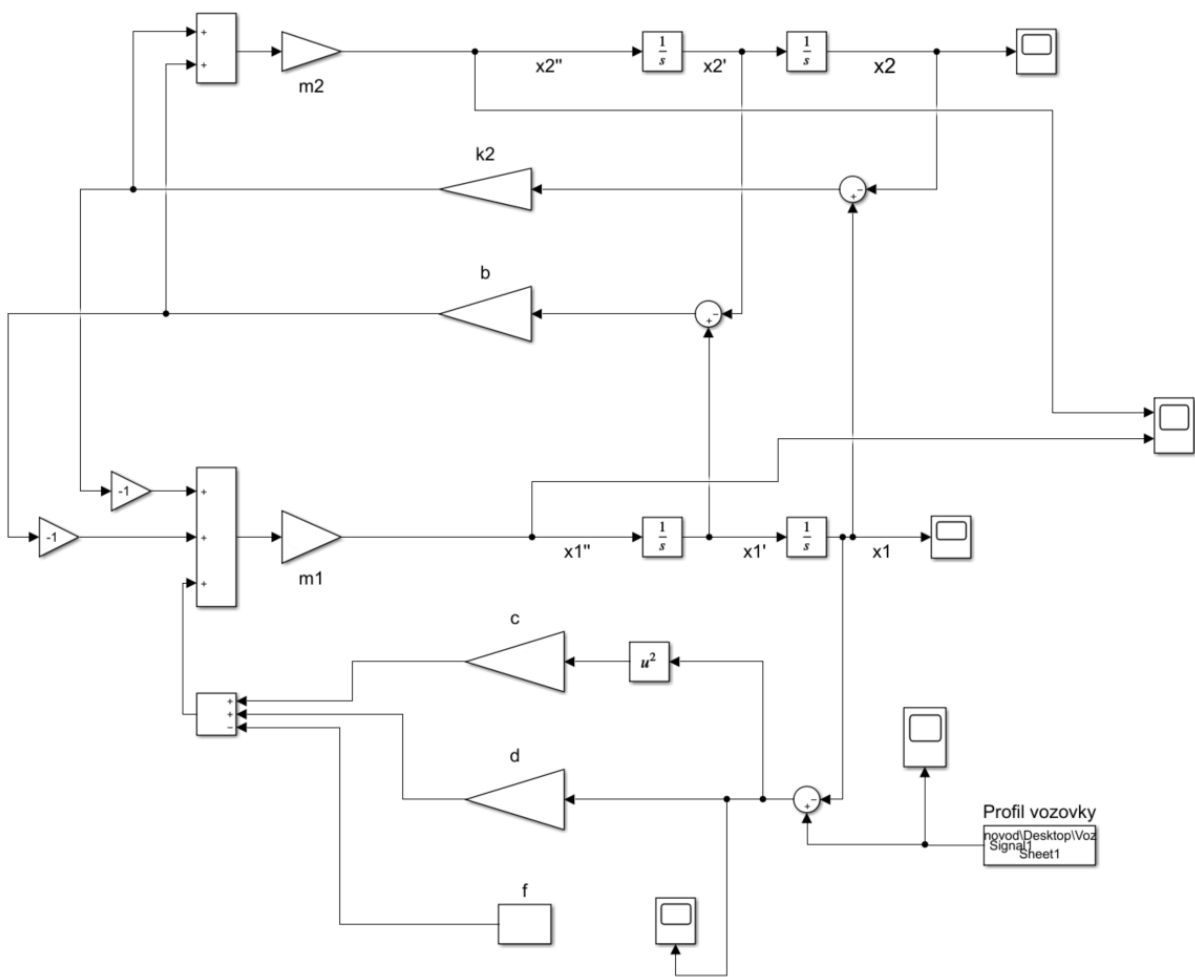 +
+
m2
x2"
1
s
x2'
1
s
x2
k2
−
+
b
−
+
-1
+
-1
+
+
m1
x1"
1
s
x1'
1
s
x1
c
u²
+
+
−
d
−
+
Profil vozovky
novod\Desktop\Voz
Signal1
Sheet1
f